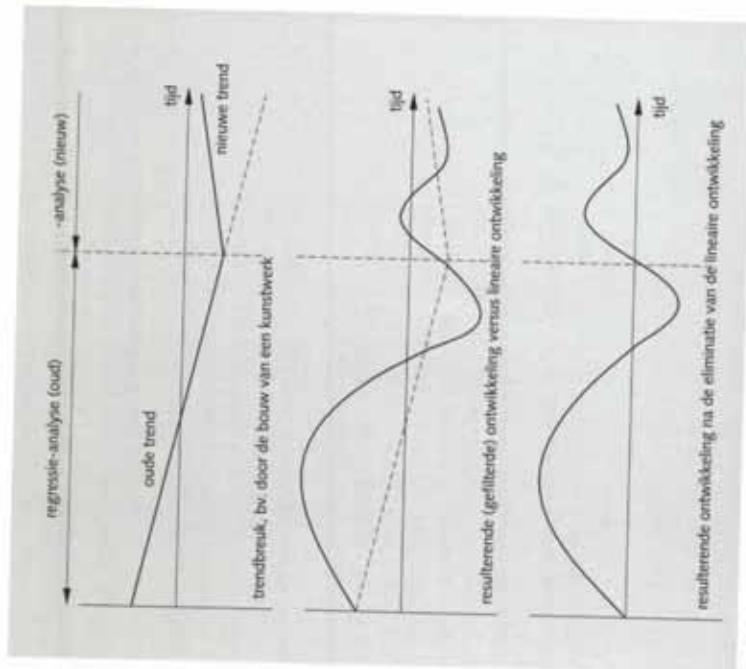 regressie-analyse (oud)
-analyse (nieuw)
oude trend
tijd
nieuwe trend
trendbreuk, bv. door de bouw van een kunstwerk
tijd
resulterende (gefilterde) ontwikkeling versus lineaire ontwikkeling
tijd
resulterende ontwikkeling na de eliminatie van de lineaire ontwikkeling